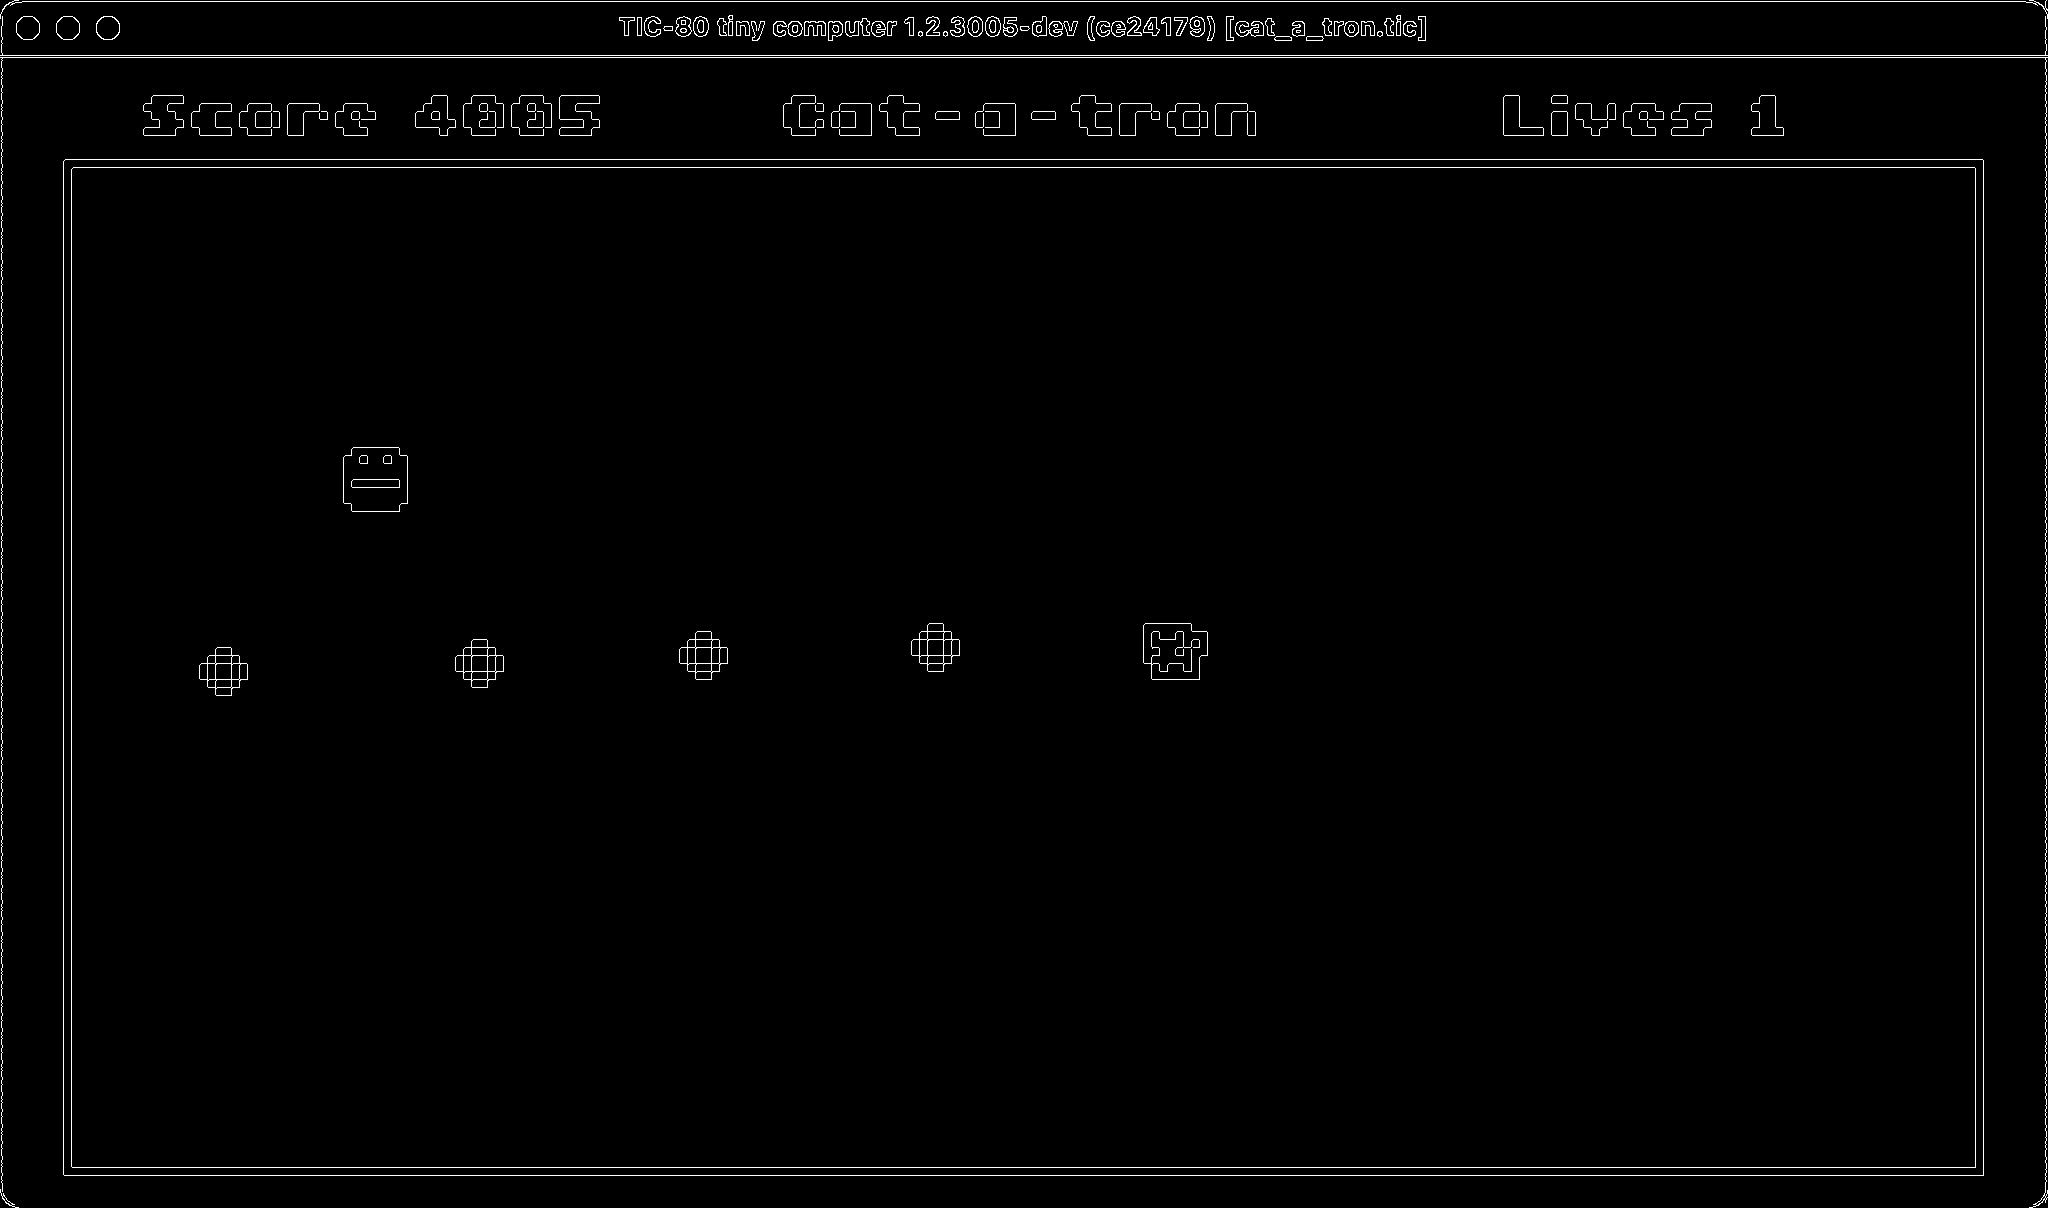 TIC-80 tiny computer 1.2.3005-dev (ce24179) [cat_a_tron.tic]
Score 4005 Cat-a-tron Lives 1